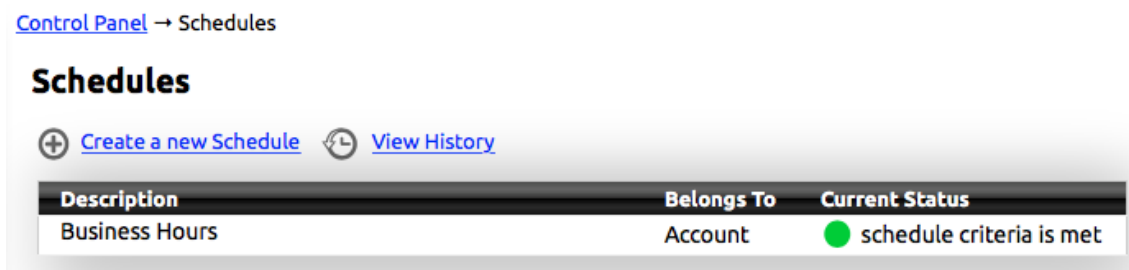 Control Panel → Schedules
Schedules
Create a new Schedule View History
Description Belongs To Current Status
Business Hours Account schedule criteria is met